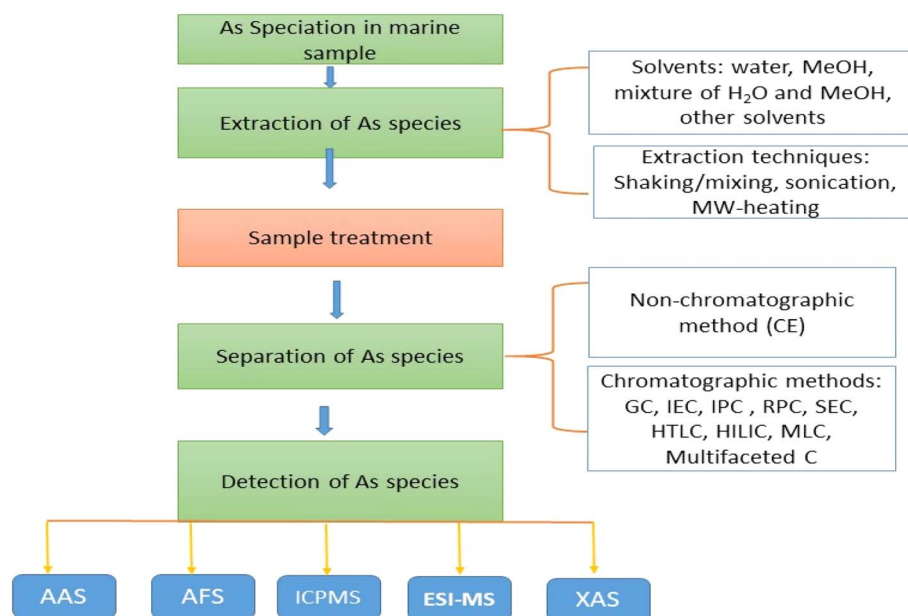 As Speciation in marine
sample
Extraction of As species
Solvents: water, MeOH,
mixture of H₂O and MeOH,
other solvents
Extraction techniques:
Shaking/mixing, sonication,
MW-heating
Sample treatment
Separation of As species
Non-chromatographic
method (CE)
Chromatographic methods:
GC, IEC, IPC , RPC, SEC,
HTLC, HILIC, MLC,
Multifaceted C
Detection of As species
AAS
AFS
ICPMS
ESI-MS
XAS